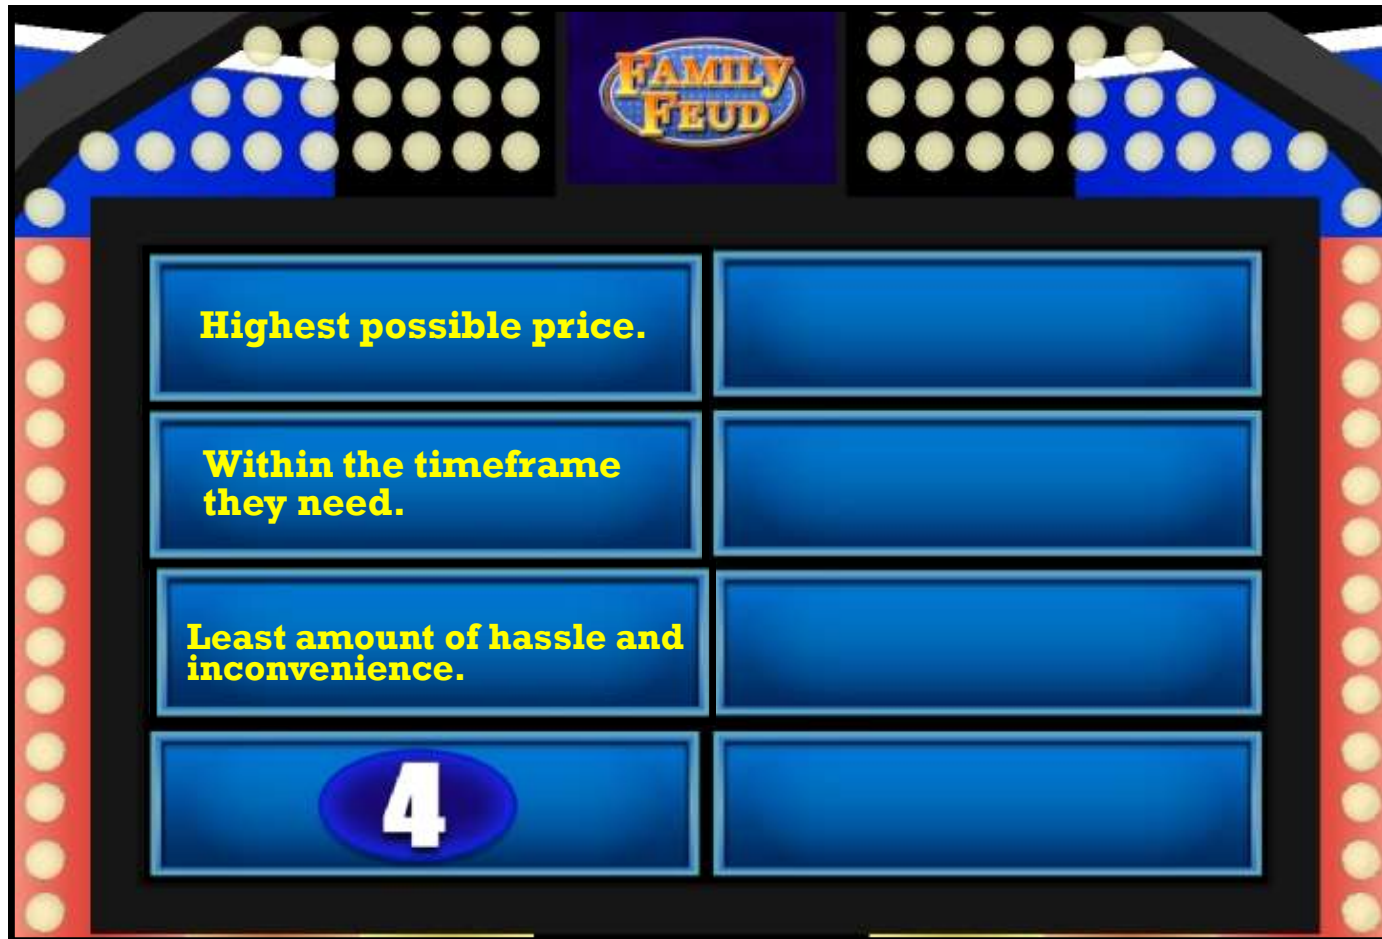 FAMILY
FEUD
Highest possible price.
Within the timeframe
they need.
Least amount of hassle and
inconvenience.
4